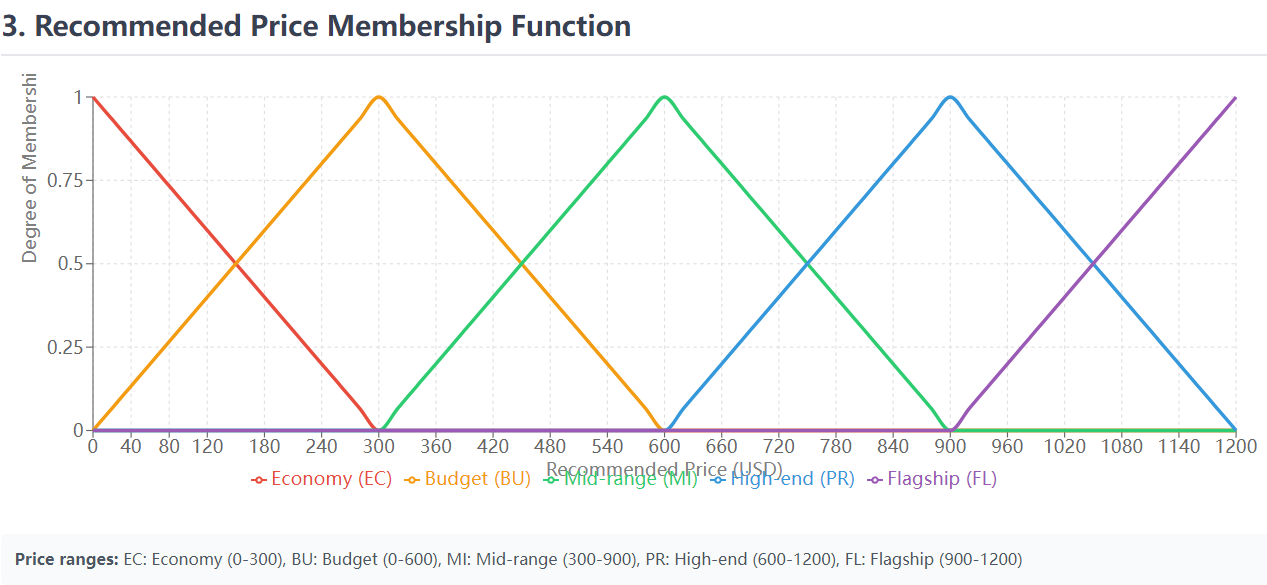 3. Recommended Price Membership Function
Degree of Membershi
1
0.75
0.5
0.25
0
0 40 80 120 180 240 300 360 420 480 540 600 660 720 780 840 900 960 1020 1080 1140 1200
Recommended Price (USD)
Economy (EC) Budget (BU) Mid-range (MI) High-end (PR) Flagship (FL)
Price ranges: EC: Economy (0-300), BU: Budget (0-600), MI: Mid-range (300-900), PR: High-end (600-1200), FL: Flagship (900-1200)